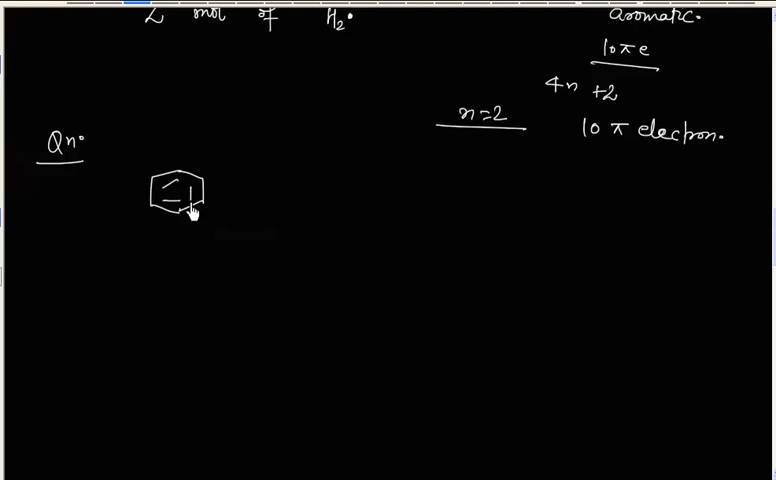 2 mol of H₂.
aromatic.
10πe
4n +2
n=2
10 π electron.
Qn.